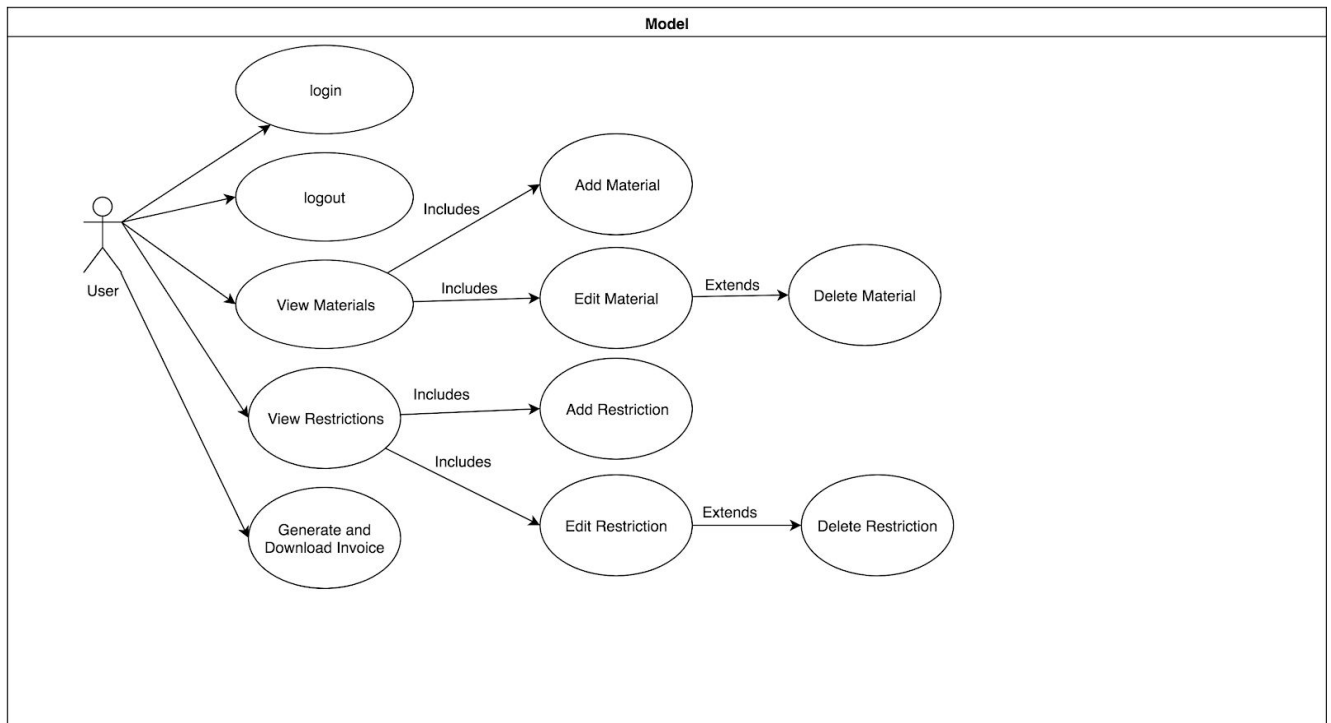 Model
login
logout
User
View Materials
Includes
Add Material
Includes
Edit Material
Extends
Delete Material
View Restrictions
Includes
Add Restriction
Includes
Edit Restriction
Extends
Delete Restriction
Generate and
Download Invoice